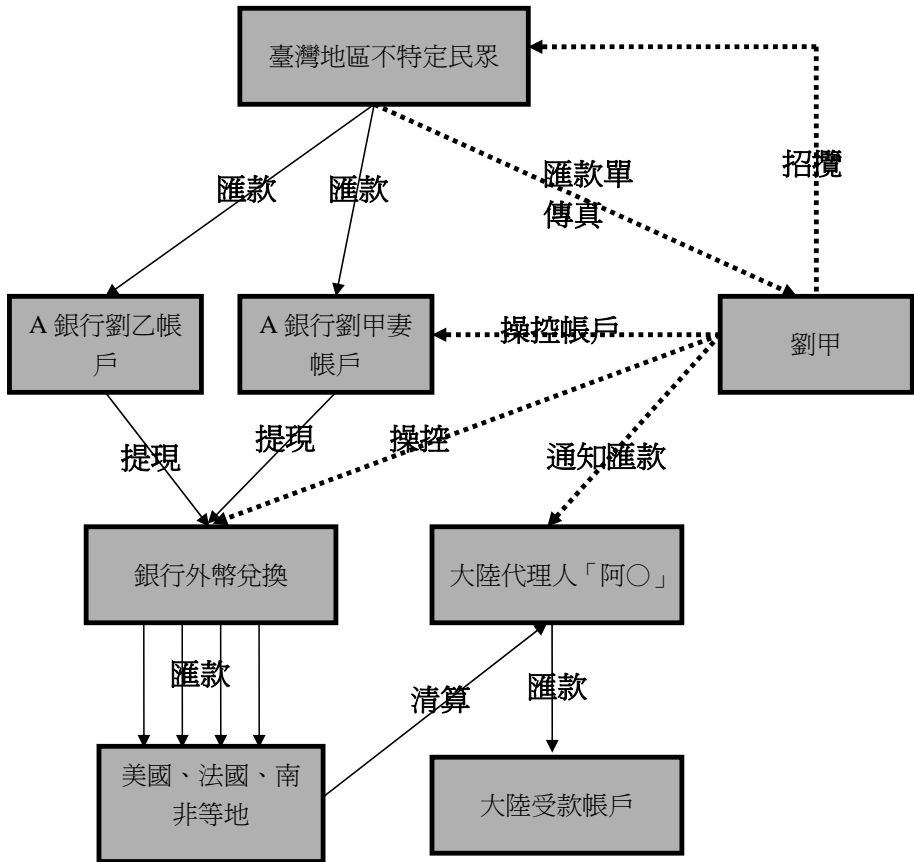 臺灣地區不特定民眾
招攬
匯款
匯款
匯款單
傳真
A 銀行劉乙帳
戶
A 銀行劉甲妻
帳戶
操控帳戶
劉甲
提現
提現
操控
通知匯款
銀行外幣兌換
大陸代理人「阿○」
匯款
清算
匯款
美國、法國、南
非等地
大陸受款帳戶